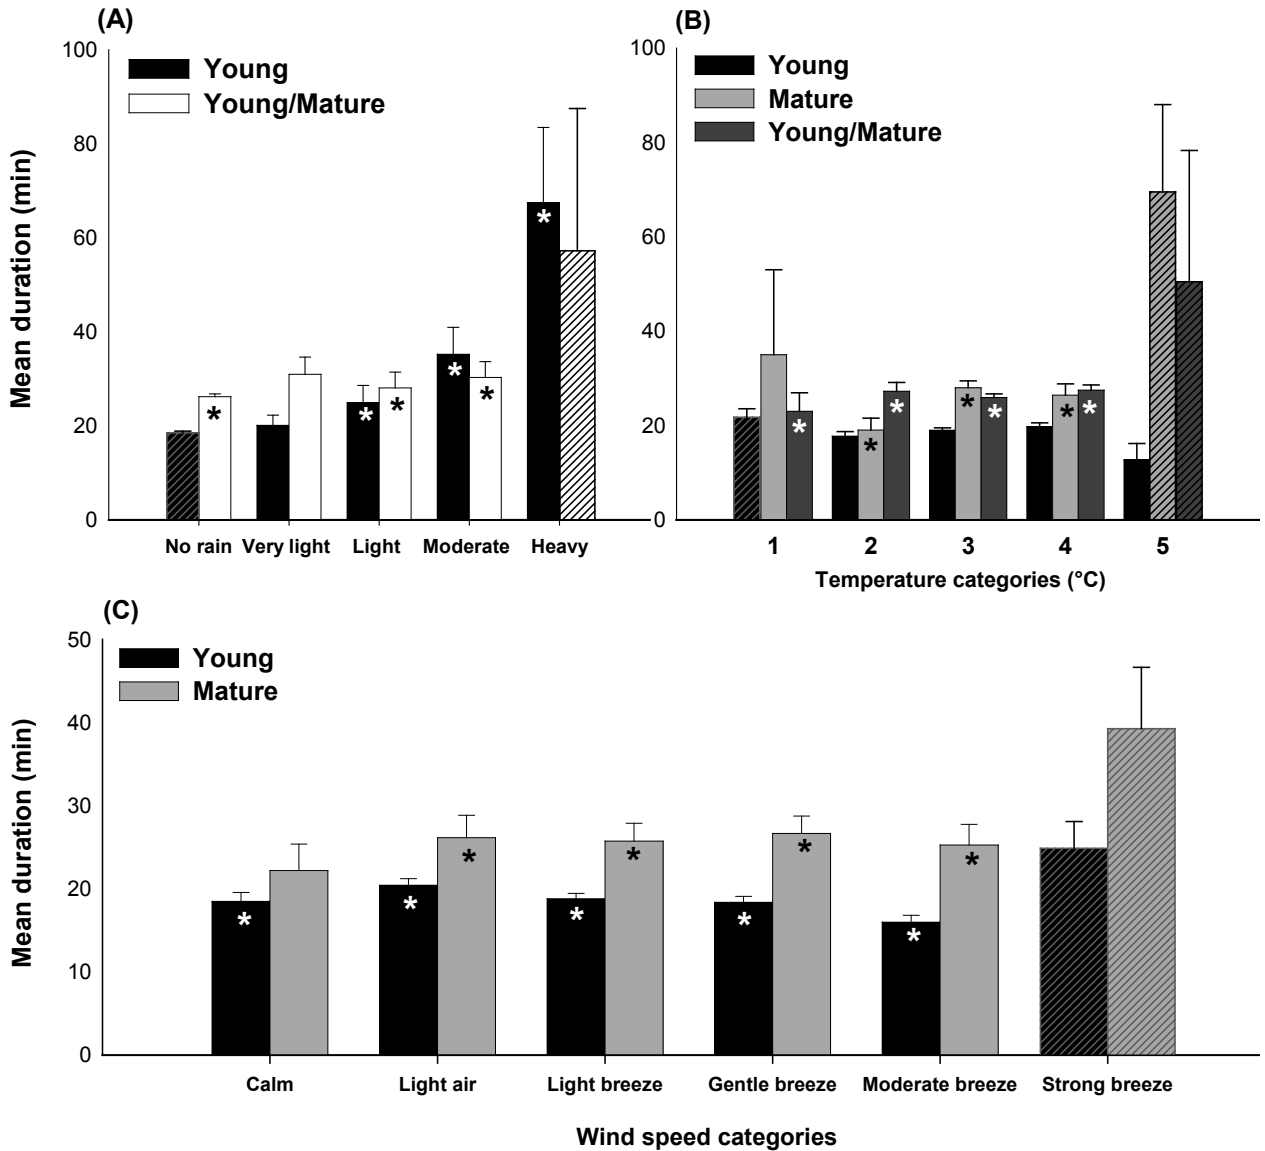 (A)
Mean duration (min)
100
80
60
40
20
0
Young
Young/Mature
*
*
*
*
*
*
No rain Very light Light Moderate Heavy
(B)
100
80
60
40
20
0
Young
Mature
Young/Mature
*
*
*
*
*
*
*
1 2 3 4 5
Temperature categories (°C)
(C)
Mean duration (min)
50
40
30
20
10
0
Young
Mature
*
*
*
*
*
*
*
*
*
Calm Light air Light breeze Gentle breeze Moderate breeze Strong breeze
Wind speed categories